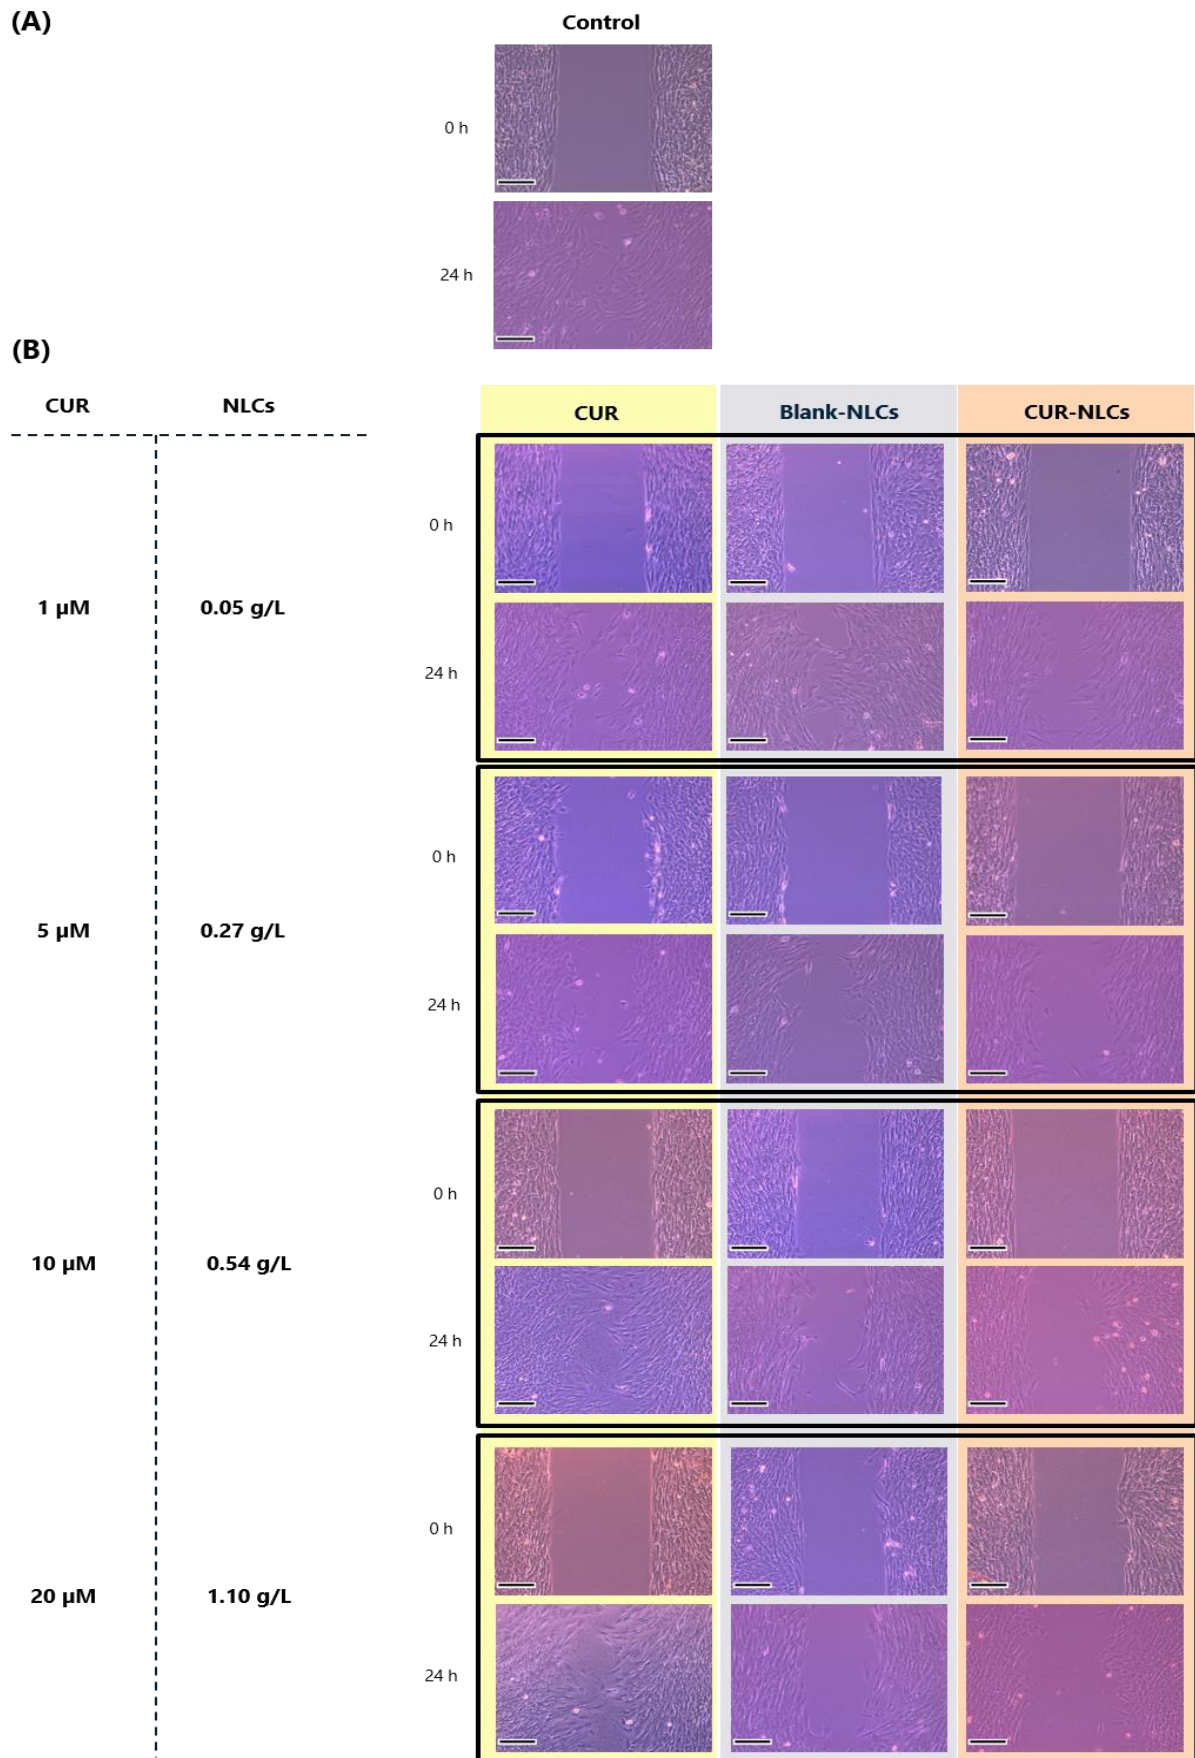 (A)
Control
0 h
24 h
(B)
CUR NLCs
CUR Blank-NLCs CUR-NLCs
0 h
1 µM 0.05 g/L
24 h
0 h
5 µM 0.27 g/L
24 h
0 h
10 µM 0.54 g/L
24 h
0 h
20 µM 1.10 g/L
24 h